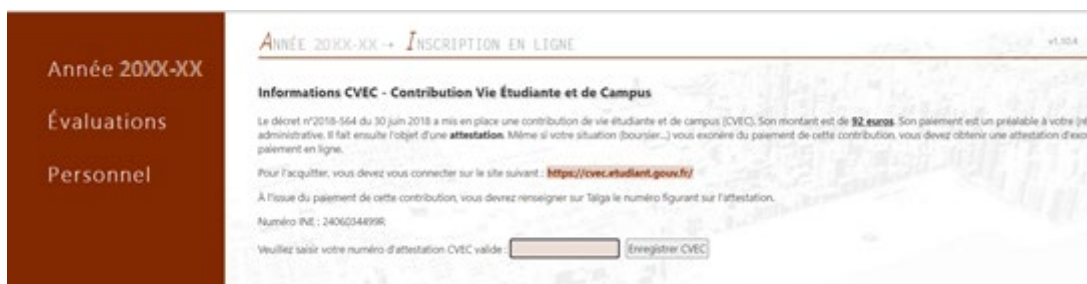 Année 20XX-XX
Évaluations
Personnel
ANNÉE 20XX-XX → INSCRIPTION EN LIGNE
v1.10.4
Informations CVEC - Contribution Vie Étudiante et de Campus
Le décret n°2018-564 du 30 juin 2018 a mis en place une contribution de vie étudiante et de campus (CVEC). Son montant est de 92 euros. Son paiement est un préalable à votre
administrative. Il fait ensuite l'objet d'une attestation. Même si votre situation (boursier...) vous exonère du paiement de cette contribution, vous devez obtenir une attestation
paiement en ligne.
Pour l'acquitter, vous devez vous connecter sur le site suivant : https://cvec.etudiant.gouv.fr/
À l'issue du paiement de cette contribution, vous devrez renseigner sur Taïga le numéro figurant sur l'attestation.
Numéro INE : 2406034499R
Veuillez saisir votre numéro d'attestation CVEC valide : Enregistrer CVEC